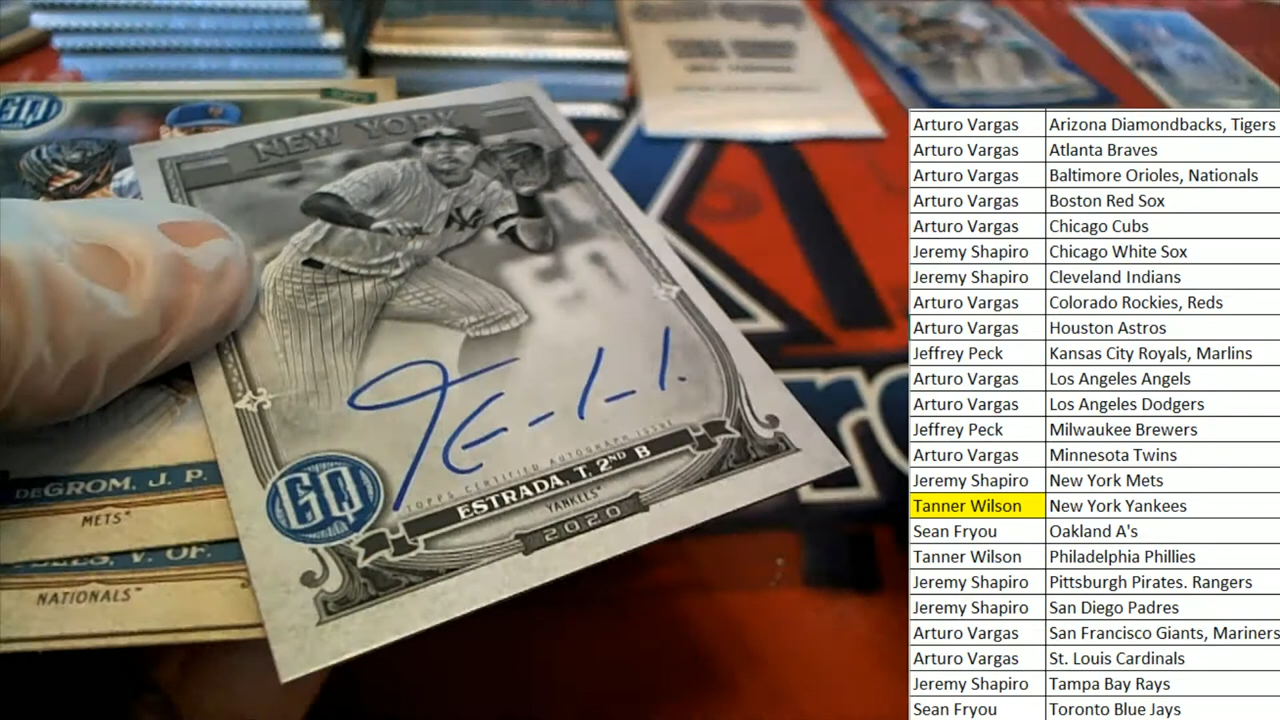 GQ
NEW YORK
NY
T. E
TOPPS CERTIFIED AUTOGRAPH ISSUE
GQ
ESTRADA, T. 2ND B
YANKEES
2020
DEGROM, J. P.
METS
V. OF.
NATIONALS
Arturo Vargas Arizona Diamondbacks, Tigers
Arturo Vargas Atlanta Braves
Arturo Vargas Baltimore Orioles, Nationals
Arturo Vargas Boston Red Sox
Arturo Vargas Chicago Cubs
Jeremy Shapiro Chicago White Sox
Jeremy Shapiro Cleveland Indians
Arturo Vargas Colorado Rockies, Reds
Arturo Vargas Houston Astros
Jeffrey Peck Kansas City Royals, Marlins
Arturo Vargas Los Angeles Angels
Arturo Vargas Los Angeles Dodgers
Jeffrey Peck Milwaukee Brewers
Arturo Vargas Minnesota Twins
Jeremy Shapiro New York Mets
Tanner Wilson New York Yankees
Sean Fryou Oakland A's
Tanner Wilson Philadelphia Phillies
Jeremy Shapiro Pittsburgh Pirates. Rangers
Jeremy Shapiro San Diego Padres
Arturo Vargas San Francisco Giants, Mariners
Arturo Vargas St. Louis Cardinals
Jeremy Shapiro Tampa Bay Rays
Sean Fryou Toronto Blue Jays